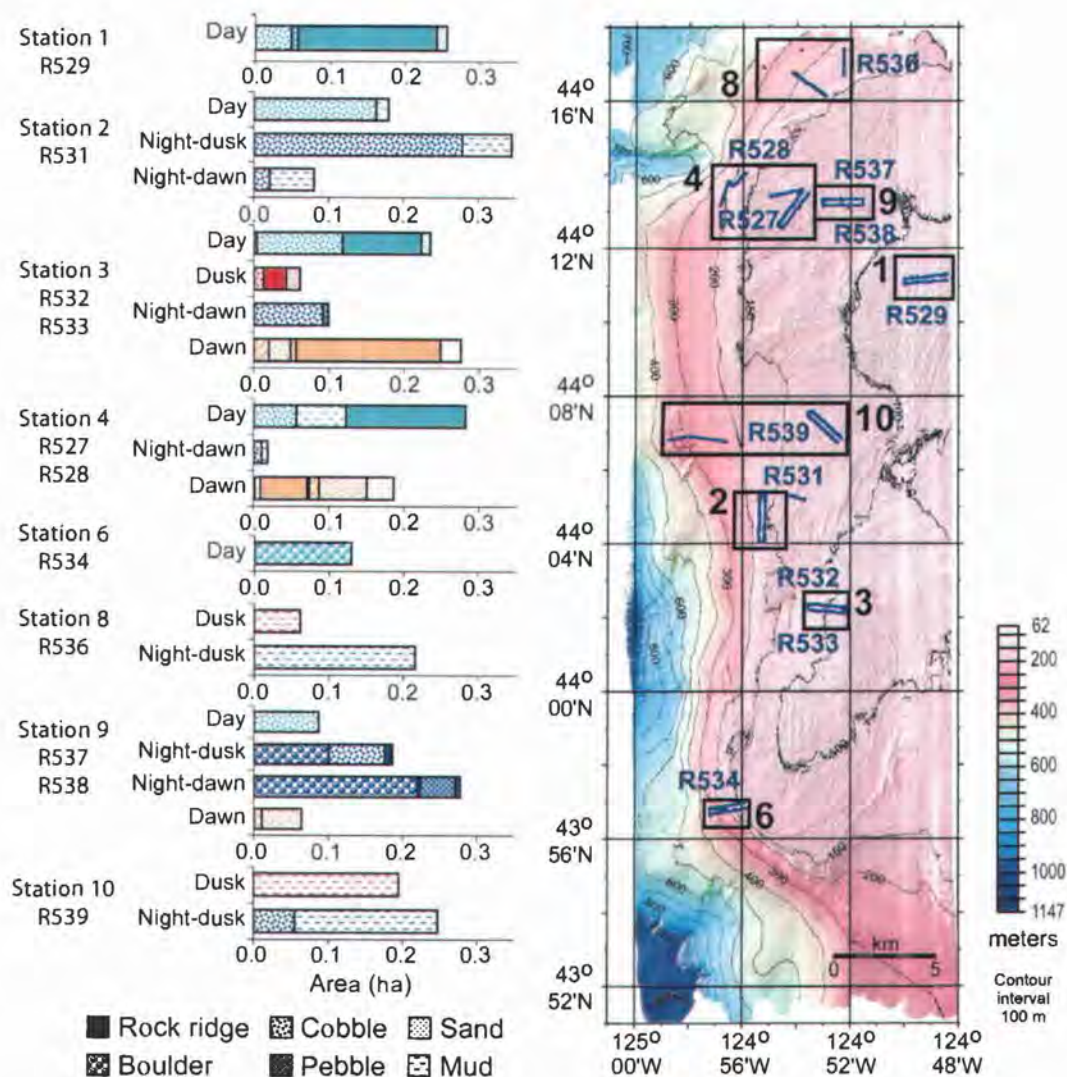 Station 1
R529
Day
0.0 0.1 0.2 0.3
Station 2
R531
Day
Night-dusk
Night-dawn
0.0 0.1 0.2 0.3
Station 3
R532
R533
Day
Dusk
Night-dawn
Dawn
0.0 0.1 0.2 0.3
Station 4
R527
R528
Day
Night-dawn
Dawn
0.0 0.1 0.2 0.3
Station 6
R534
Day
0.0 0.1 0.2 0.3
Station 8
R536
Dusk
Night-dusk
0.0 0.1 0.2 0.3
Station 9
R537
R538
Day
Night-dusk
Night-dawn
Dawn
0.0 0.1 0.2 0.3
Station 10
R539
Dusk
Night-dusk
0.0 0.1 0.2 0.3
Area (ha)
Rock ridge Cobble Sand
Boulder Pebble Mud
8 R536
44° 16'N
R528
4 R537
R527 9
R538
44° 12'N
1
R529
44° 08'N
R539 10
R531
2
44° 04'N
R532
3
R533
44° 00'N
R534
6
43° 56'N
km
0 5
43° 52'N
125° 00'W 124° 56'W 124° 52'W 124° 48'W
62
200
400
600
800
1000
1147
meters
Contour
interval
100 m